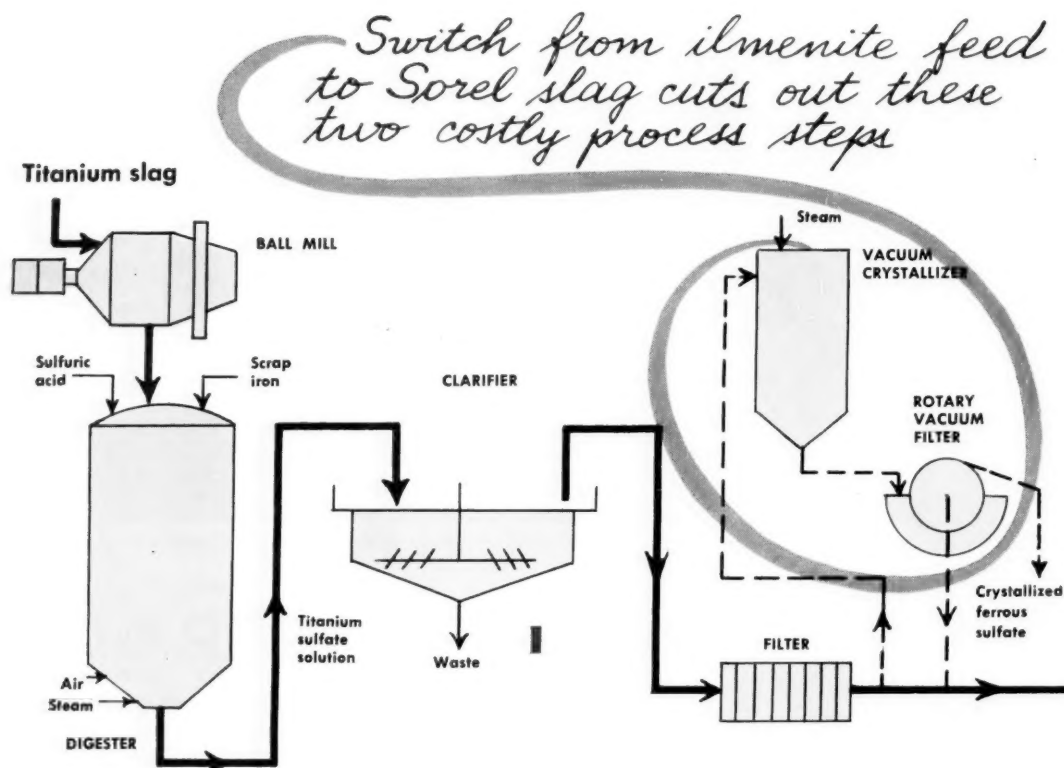 Switch from ilmenite feed
to Sorel slag cuts out these
two costly process steps
Titanium slag
BALL MILL
Sulfuric
acid
Scrap
iron
CLARIFIER
Steam
VACUUM
CRYSTALLIZER
ROTARY
VACUUM
FILTER
Titanium
sulfate
solution
Waste
Crystallized
ferrous
sulfate
FILTER
Air
Steam
DIGESTER